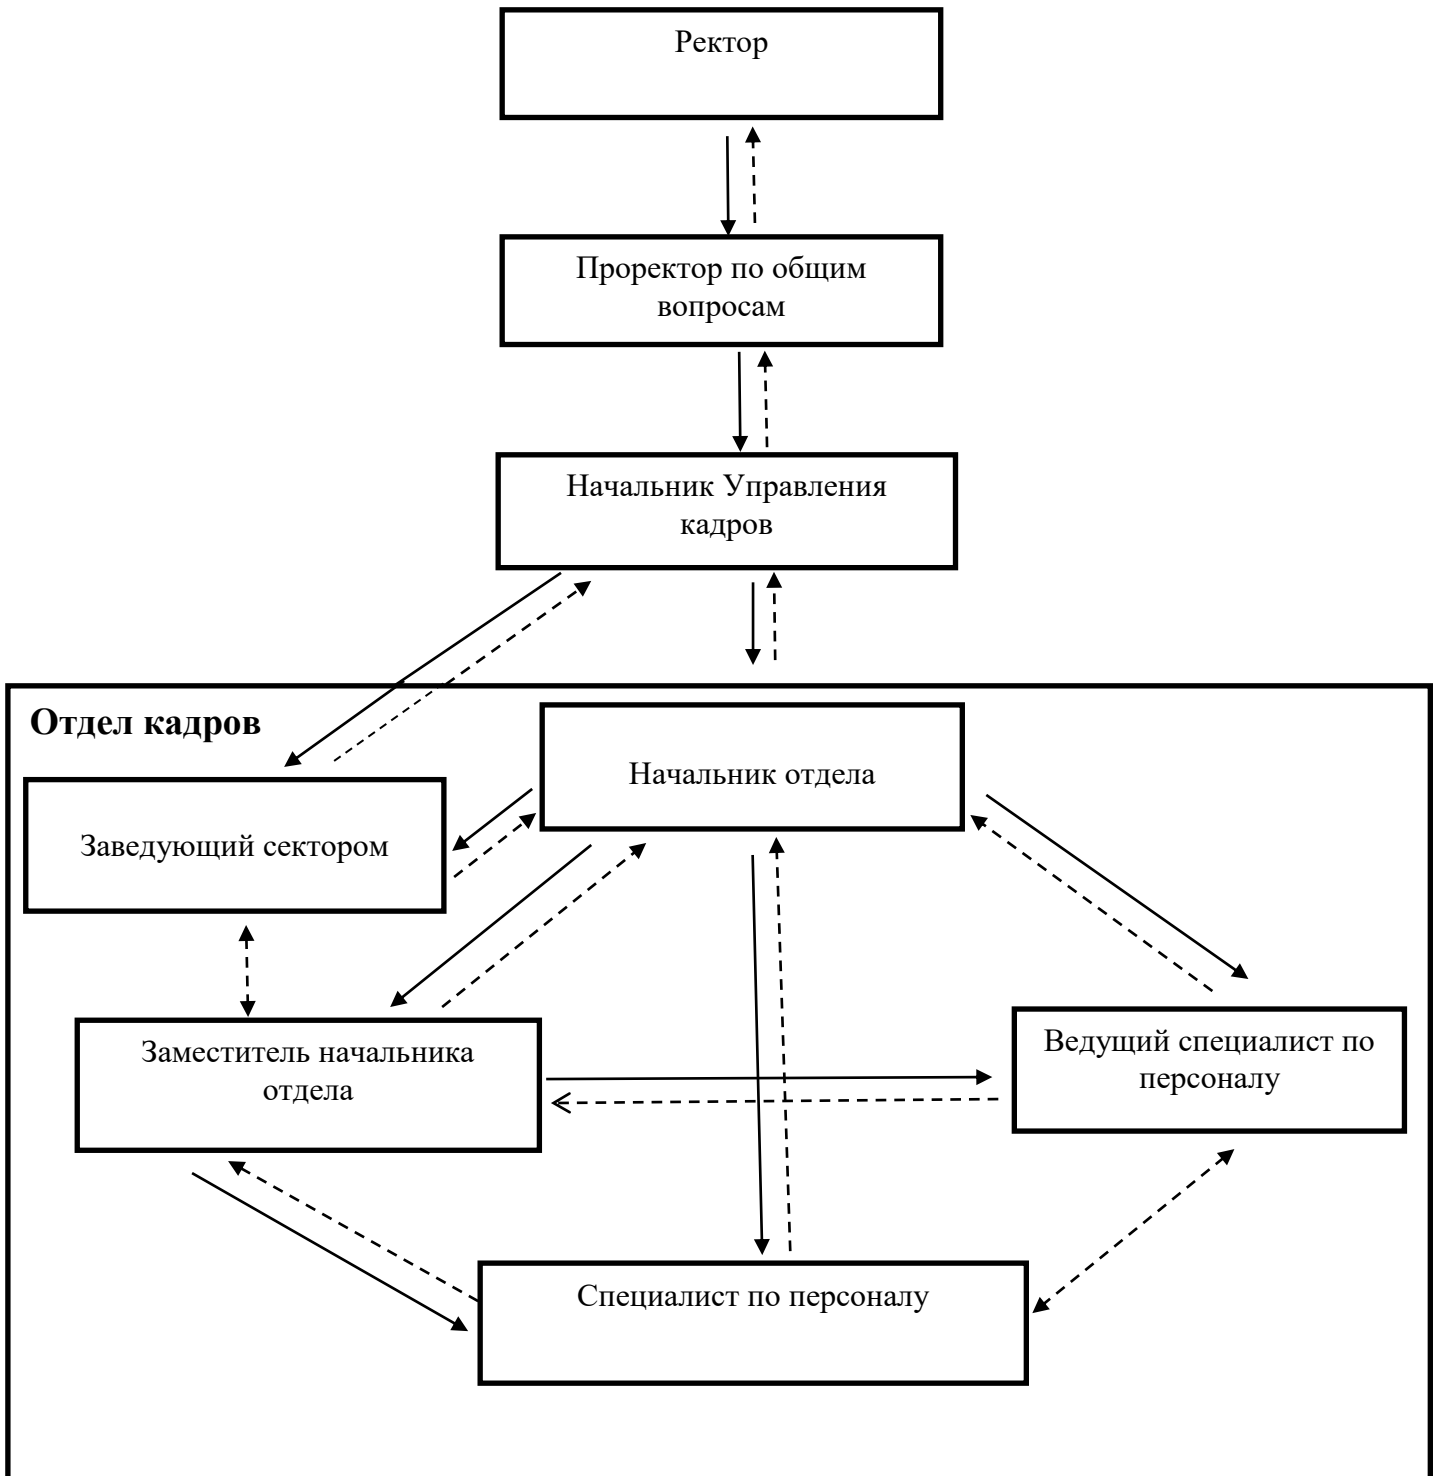 Ректор
Проректор по общим
вопросам
Начальник Управления
кадров
Отдел кадров
Начальник отдела
Заведующий сектором
Заместитель начальника
отдела
Ведущий специалист по
персоналу
Специалист по персоналу